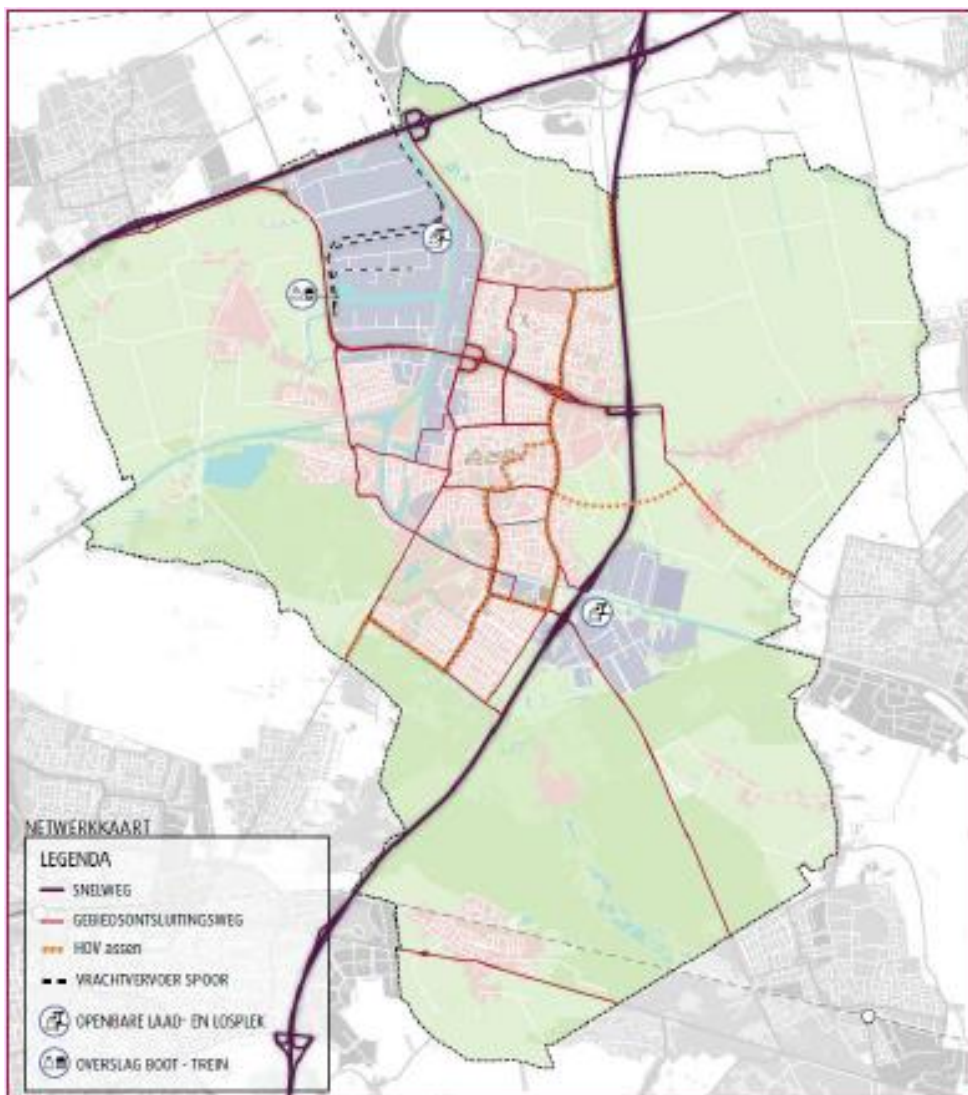 NETWERKKAART
LEGENDA
SNELWEG
GEBIEDSONTSLUITINGSWEG
HOV assen
VRACHTVERVOER SPOOR
OPENBARE LAAD- EN LOSPLEK
OVERSLAG BOOT - TREIN